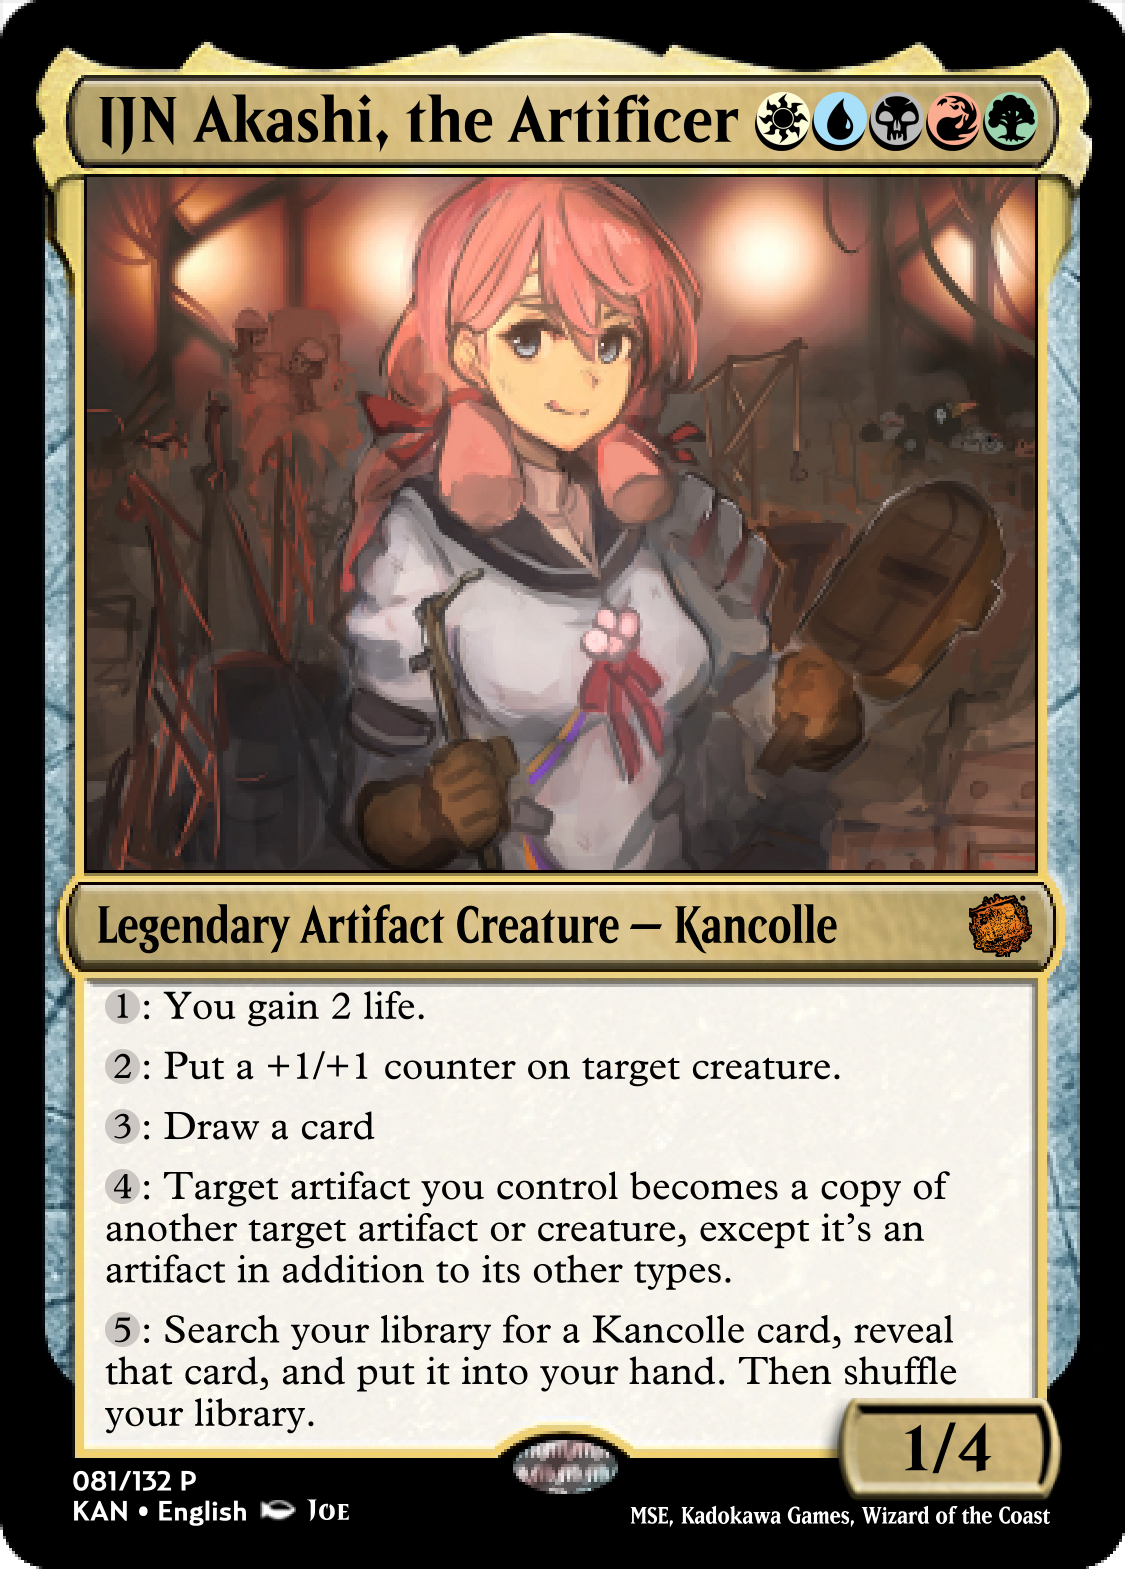 IJN Akashi, the Artificer
Legendary Artifact Creature — Kancolle
1: You gain 2 life.
2: Put a +1/+1 counter on target creature.
3: Draw a card
4: Target artifact you control becomes a copy of
another target artifact or creature, except it’s an
artifact in addition to its other types.
5: Search your library for a Kancolle card, reveal
that card, and put it into your hand. Then shuffle
your library.
1/4
081/132 P
KAN • English JOE
MSE, Kadokawa Games, Wizard of the Coast